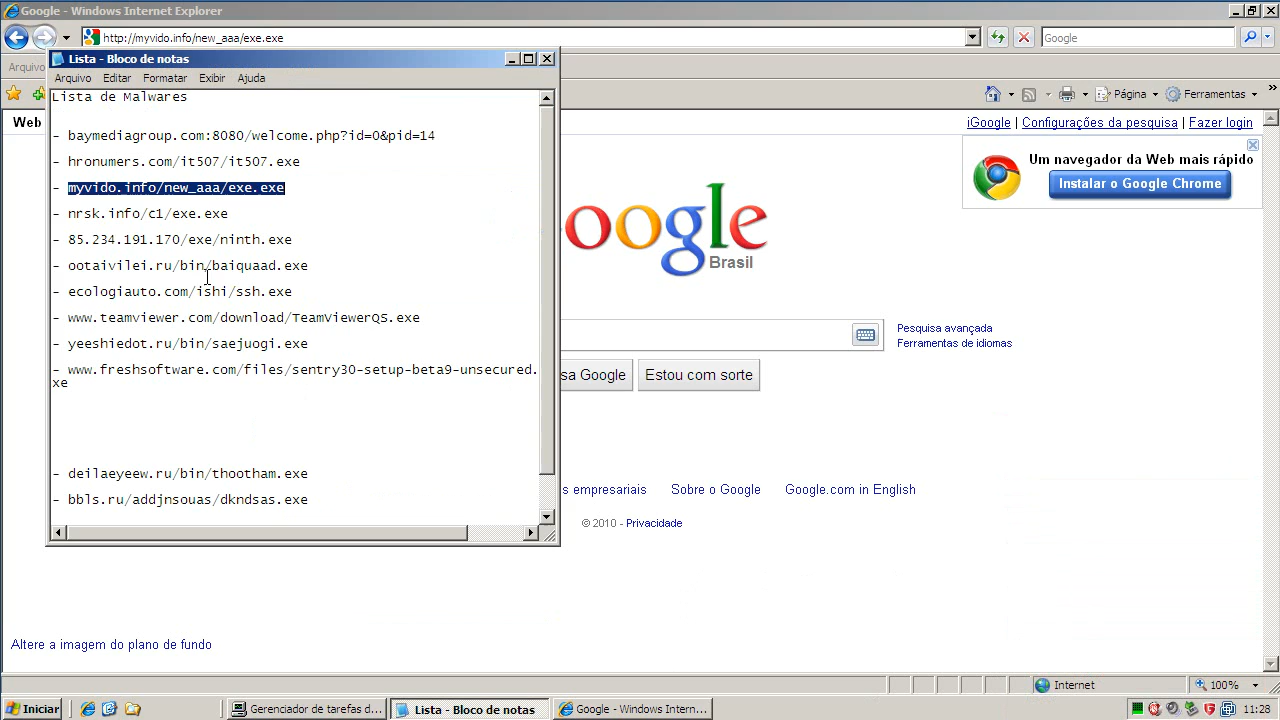 Google - Windows Internet Explorer
http://myvido.info/new_aaa/exe.exe
Google
Arquivo
Lista - Bloco de notas
Arquivo Editar Formatar Exibir Ajuda
Página
Ferramentas
»
Lista de Malwares
- baymediagroup.com:8080/welcome.php?id=0&pid=14
- hronumers.com/it507/it507.exe
- myvido.info/new_aaa/exe.exe
- nrsk.info/c1/exe.exe
- 85.234.191.170/exe/ninth.exe
- ootaivilei.ru/bin/baiquaad.exe
- ecologiauto.com/ishi/ssh.exe
- www.teamviewer.com/download/TeamViewerQS.exe
- yeeshiedot.ru/bin/saejuogi.exe
- www.freshsoftware.com/files/sentry30-setup-beta9-unsecured.
xe
- deilaeyeew.ru/bin/thootham.exe
- bbls.ru/addjnsouas/dkndsas.exe
Web
iGoogle | Configurações da pesquisa | Fazer login
Um navegador da Web mais rápido
Instalar o Google Chrome
oogle
Brasil
Pesquisa avançada
Ferramentas de idiomas
sa Google
Estou com sorte
s empresariais Sobre o Google Google.com in English
© 2010 - Privacidade
Altere a imagem do plano de fundo
Internet
100%
Iniciar
Gerenciador de tarefas d...
Lista - Bloco de notas
Google - Windows Intern...
11:28